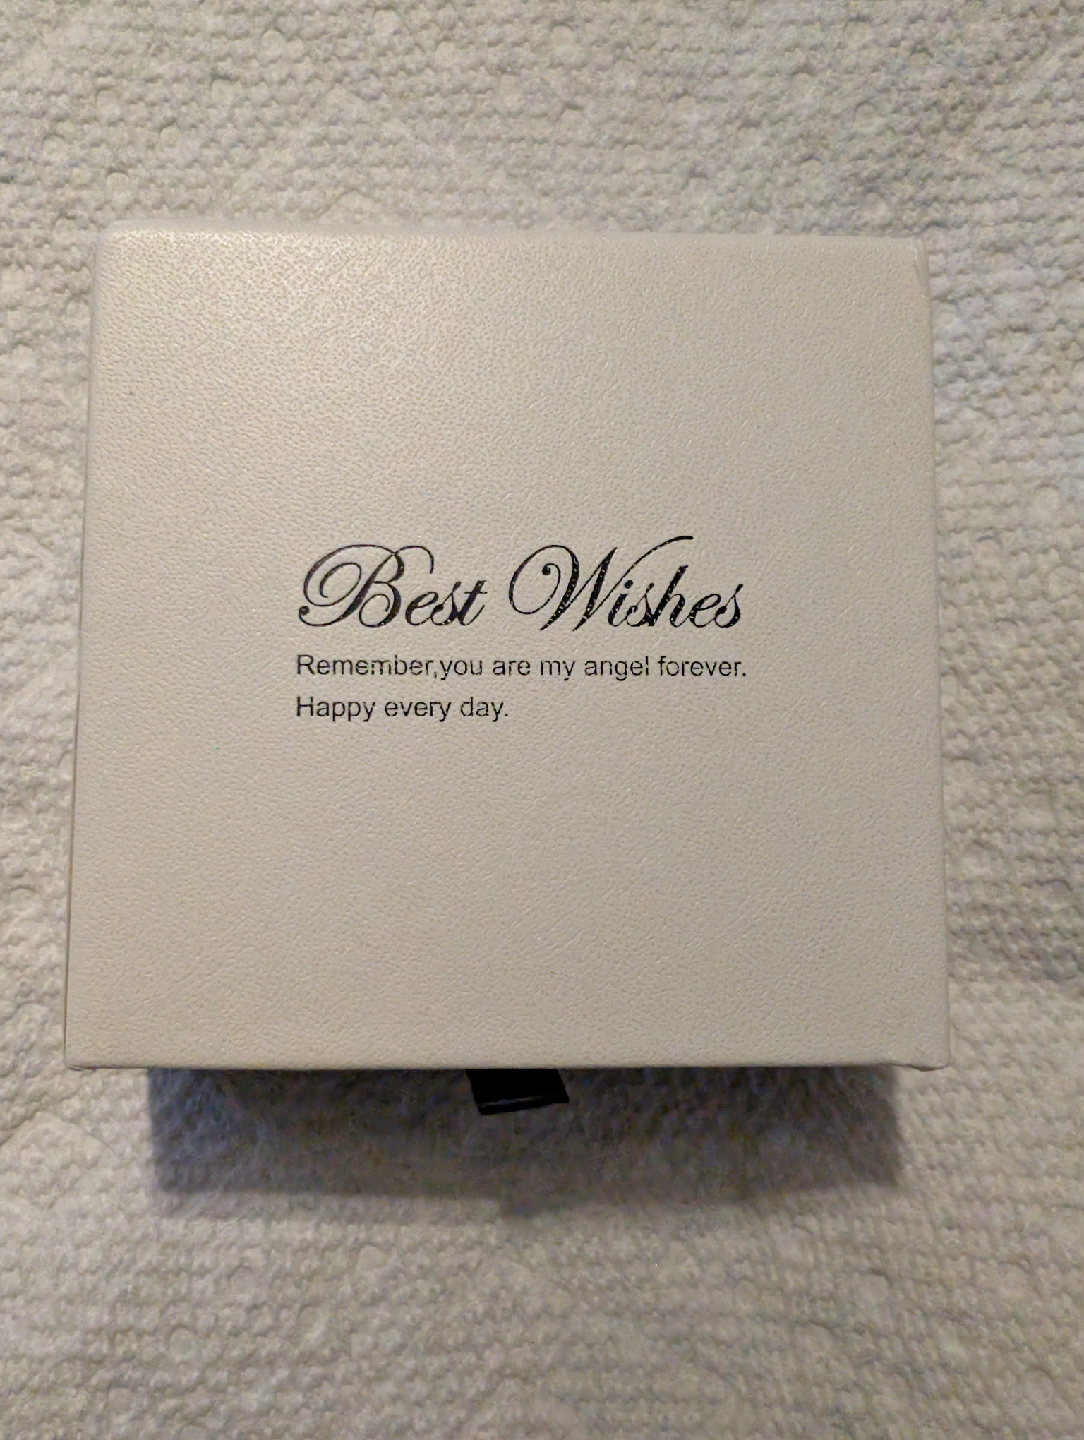 Best Wishes
Remember,you are my angel forever.
Happy every day.